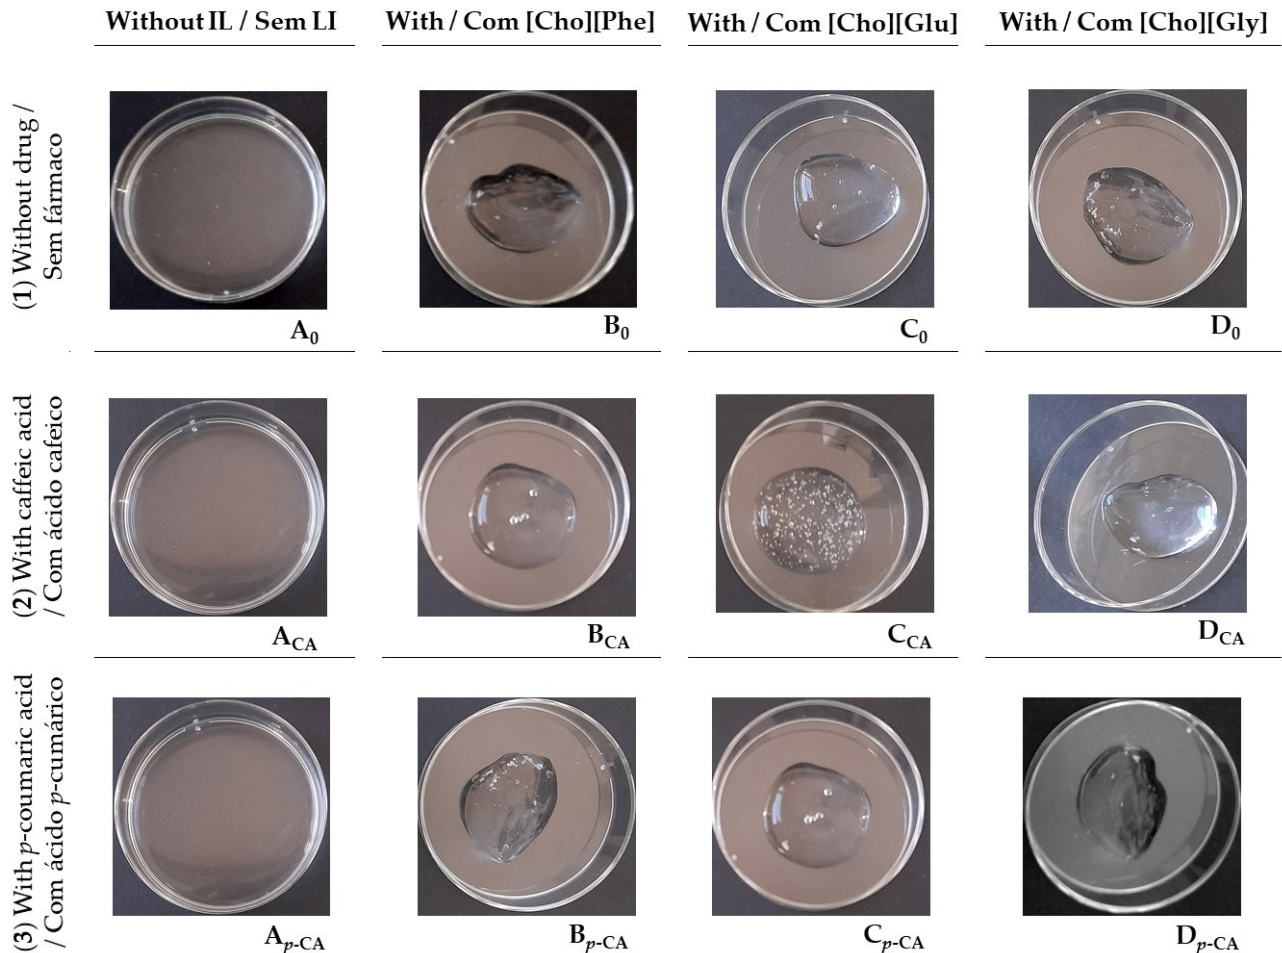 Without IL / Sem LI
With / Com [Cho][Phe]
With / Com [Cho][Glu]
With / Com [Cho][Gly]
(1) Without drug /
Sem fármaco
A0
B0
C0
D0
(2) With caffeic acid
/ Com ácido cafeico
ACA
BCA
CCA
DCA
(3) With p-coumaric acid
/ Com ácido p-cumárico
Ap-CA
Bp-CA
Cp-CA
Dp-CA